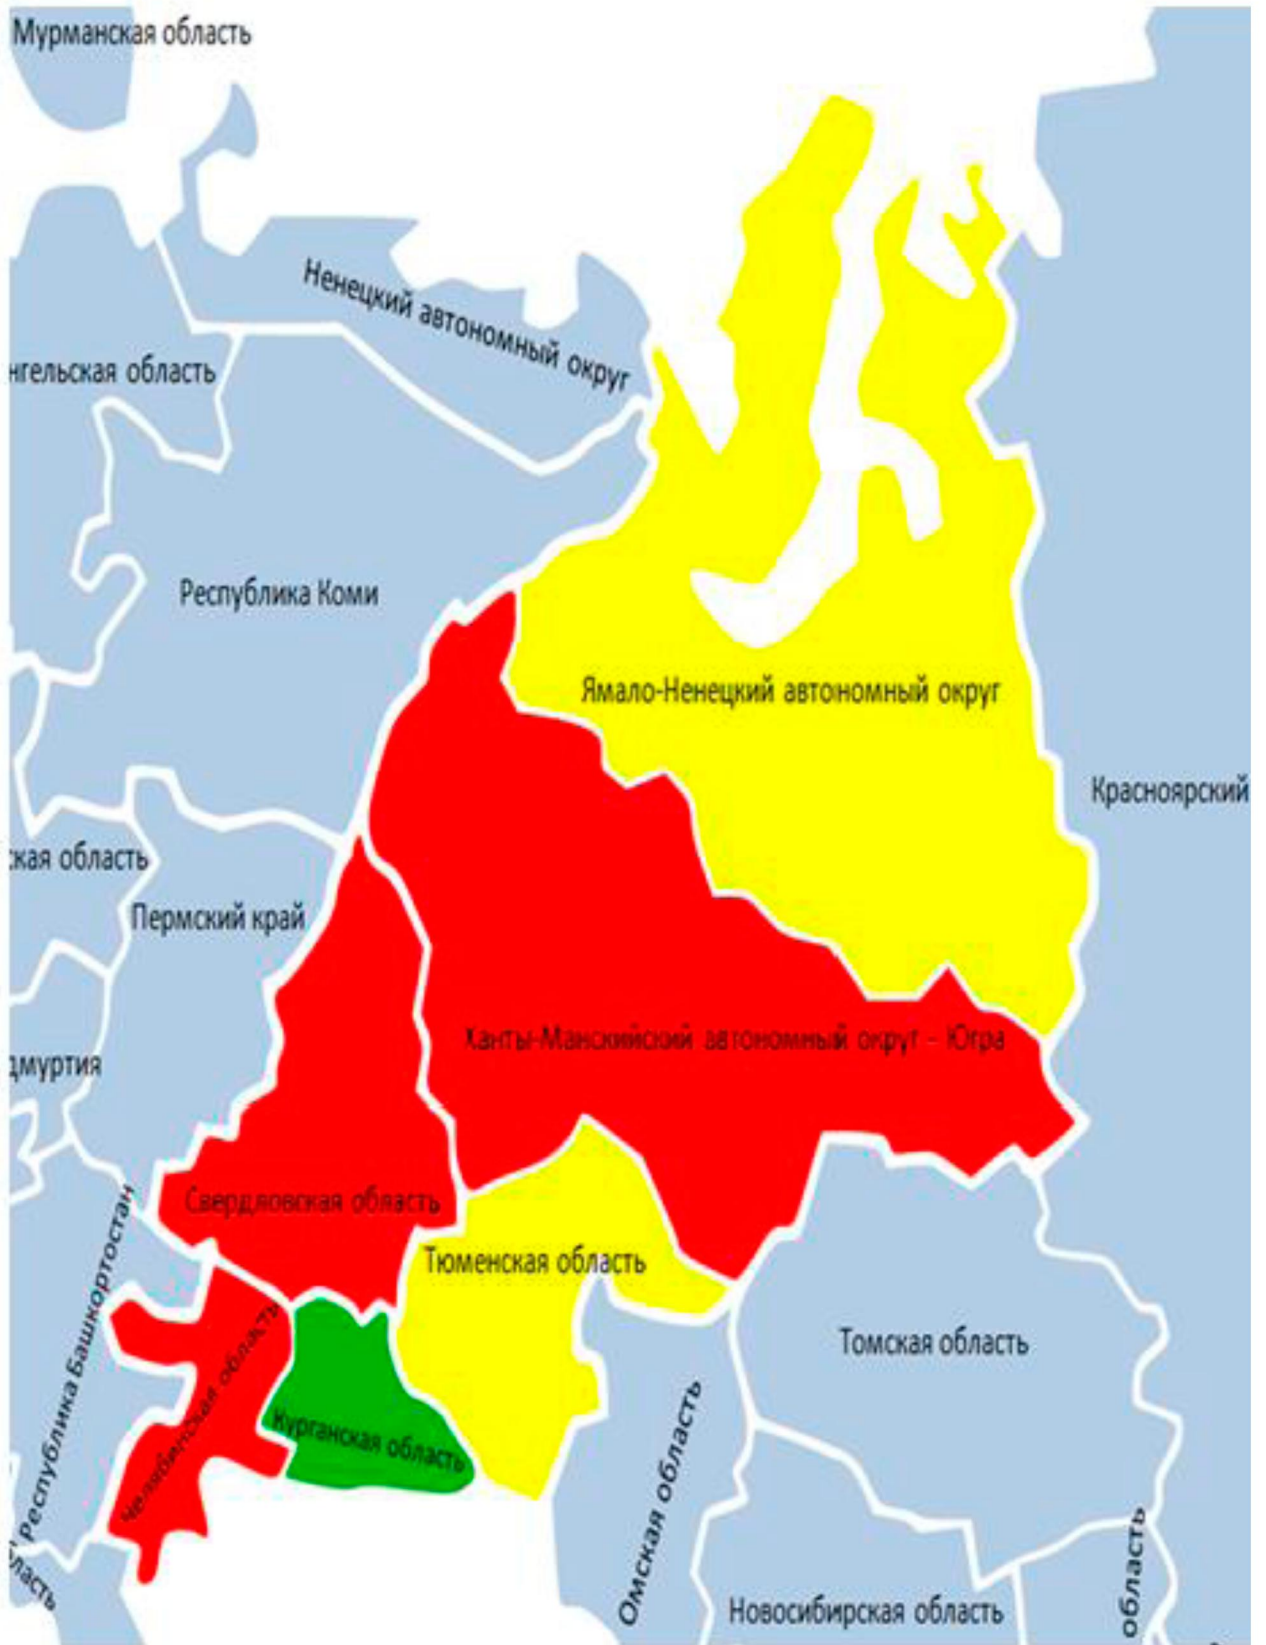 Мурманская область
Ненецкий автономный округ
нгельская область
Республика Коми
Ямало-Ненецкий автономный округ
Красноярский
кая область
Пермский край
Ханты-Мансийский автономный округ - Югра
дмуртия
Свердловская область
Тюменская область
Республика Башкортостан
Челябинская область
Курганская область
Томская область
Омская область
Новосибирская область
область
ласть